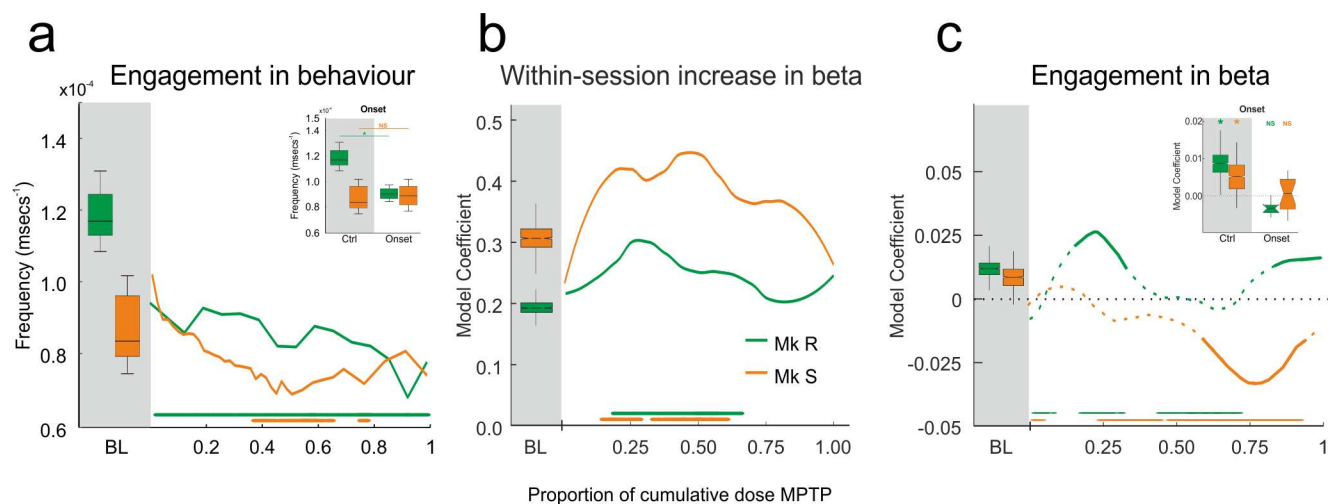 a
Engagement in behaviour
×10⁻⁴
1.4
1.2
1.0
0.8
0.6
Frequency (msecs⁻¹)
BL
0.2
0.4
0.6
0.8
1
Onset
1.5
1.4
1.2
1.0
0.8
0.6
Frequency (msecs⁻¹)
*
NS
Ctrl
Onset
b
Within-session increase in beta
0.5
0.4
0.3
0.2
0.1
0.0
Model Coefficient
Mk R
Mk S
BL
0.25
0.50
0.75
1.00
Proportion of cumulative dose MPTP
c
Engagement in beta
0.05
0.025
0
-0.025
-0.05
Model Coefficient
BL
0.25
0.50
0.75
1
Onset
0.02
0.010
0.000
Model Coefficient
* * NS NS
Ctrl
Onset